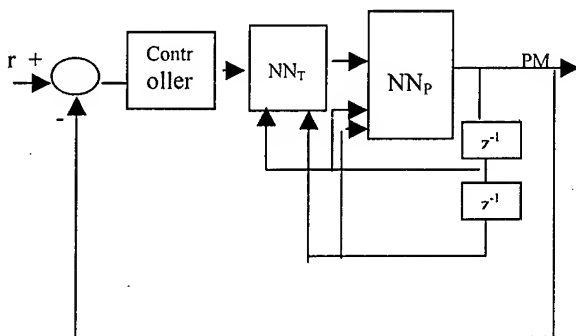 r +
-
Contr
oller
NN_T
NN_P
PM
z⁻¹
z⁻¹